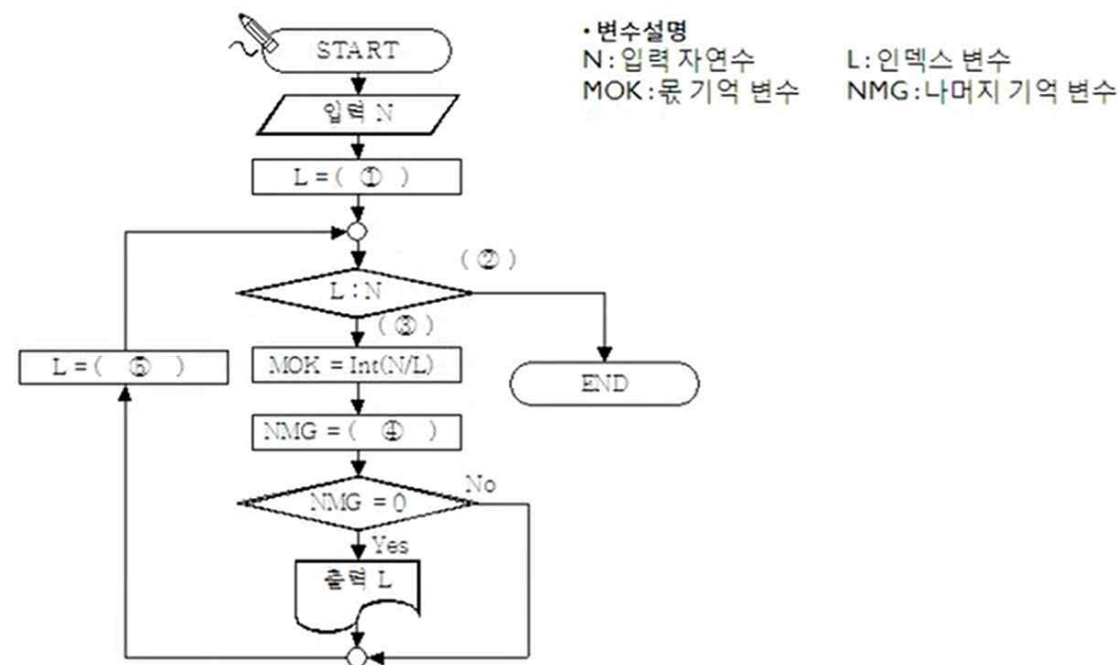 START
• 변수설명
N : 입력 자연수 L : 인덱스 변수
MOK : 몫 기억 변수 NMG : 나머지 기억 변수
입력 N
L = ( ① )
( ② )
L : N
( ③ )
L = ( ⑤ )
MOK = Int(N/L)
END
NMG = ( ④ )
No
NMG = 0
Yes
출력 L